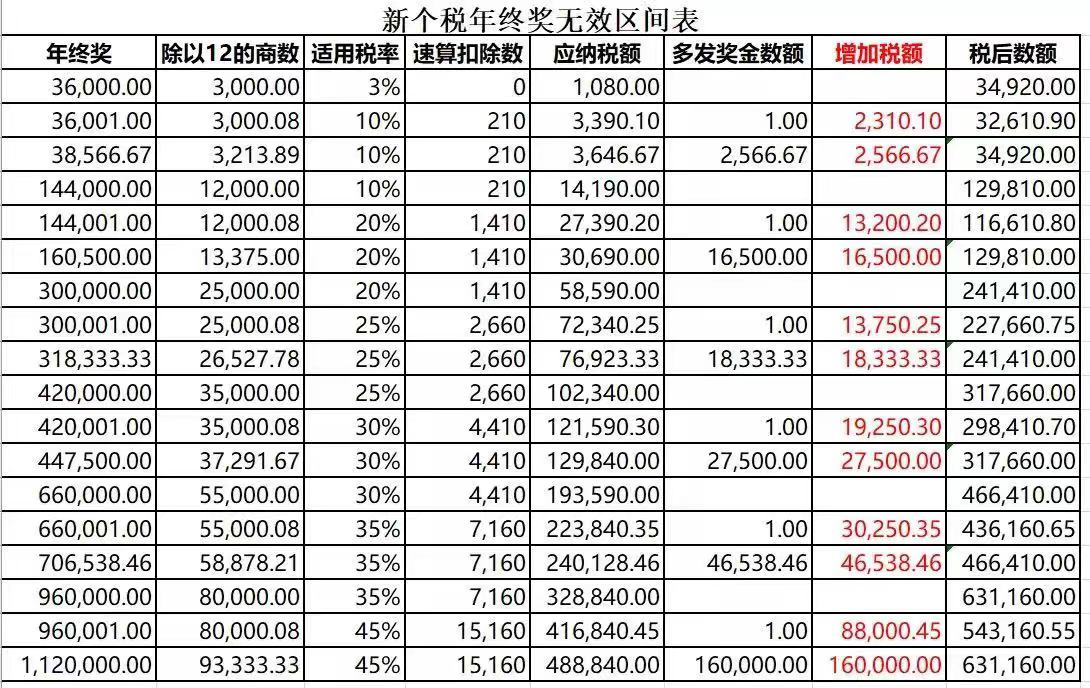 新个税年终奖无效区间表
年终奖 除以12的商数 适用税率 速算扣除数 应纳税额 多发奖金数额 增加税额 税后数额
36,000.00 3,000.00 3% 0 1,080.00 34,920.00
36,001.00 3,000.08 10% 210 3,390.10 1.00 2,310.10 32,610.90
38,566.67 3,213.89 10% 210 3,646.67 2,566.67 2,566.67 34,920.00
144,000.00 12,000.00 10% 210 14,190.00 129,810.00
144,001.00 12,000.08 20% 1,410 27,390.20 1.00 13,200.20 116,610.80
160,500.00 13,375.00 20% 1,410 30,690.00 16,500.00 16,500.00 129,810.00
300,000.00 25,000.00 20% 1,410 58,590.00 241,410.00
300,001.00 25,000.08 25% 2,660 72,340.25 1.00 13,750.25 227,660.75
318,333.33 26,527.78 25% 2,660 76,923.33 18,333.33 18,333.33 241,410.00
420,000.00 35,000.00 25% 2,660 102,340.00 317,660.00
420,001.00 35,000.08 30% 4,410 121,590.30 1.00 19,250.30 298,410.70
447,500.00 37,291.67 30% 4,410 129,840.00 27,500.00 27,500.00 317,660.00
660,000.00 55,000.00 30% 4,410 193,590.00 466,410.00
660,001.00 55,000.08 35% 7,160 223,840.35 1.00 30,250.35 436,160.65
706,538.46 58,878.21 35% 7,160 240,128.46 46,538.46 46,538.46 466,410.00
960,000.00 80,000.00 35% 7,160 328,840.00 631,160.00
960,001.00 80,000.08 45% 15,160 416,840.45 1.00 88,000.45 543,160.55
1,120,000.00 93,333.33 45% 15,160 488,840.00 160,000.00 160,000.00 631,160.00